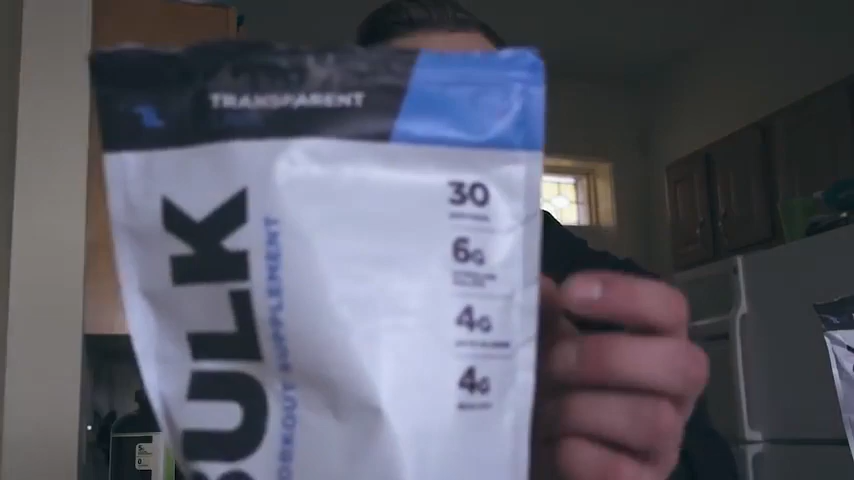 TRANSPARENT
BULK
WORKOUT SUPPLEMENT
30
6G
4G
4G